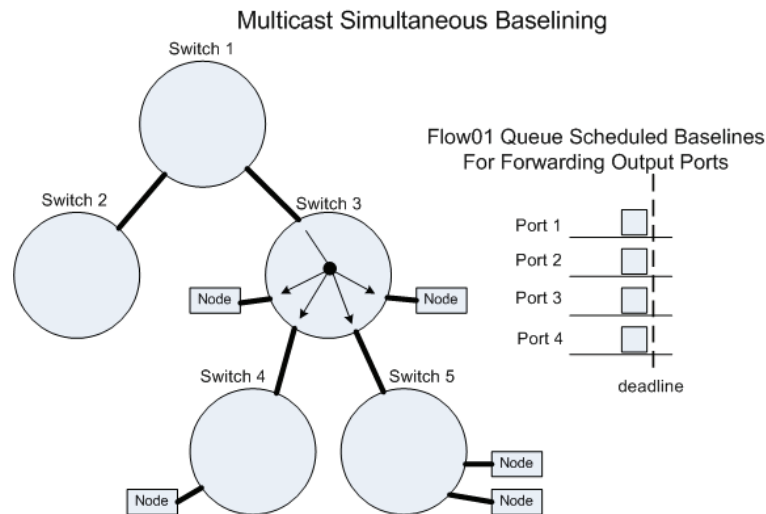 Multicast Simultaneous Baselining
Switch 1
Switch 2
Switch 3
Node
Node
Switch 4
Switch 5
Node
Node
Node
Flow01 Queue Scheduled Baselines
For Forwarding Output Ports
Port 1
Port 2
Port 3
Port 4
deadline